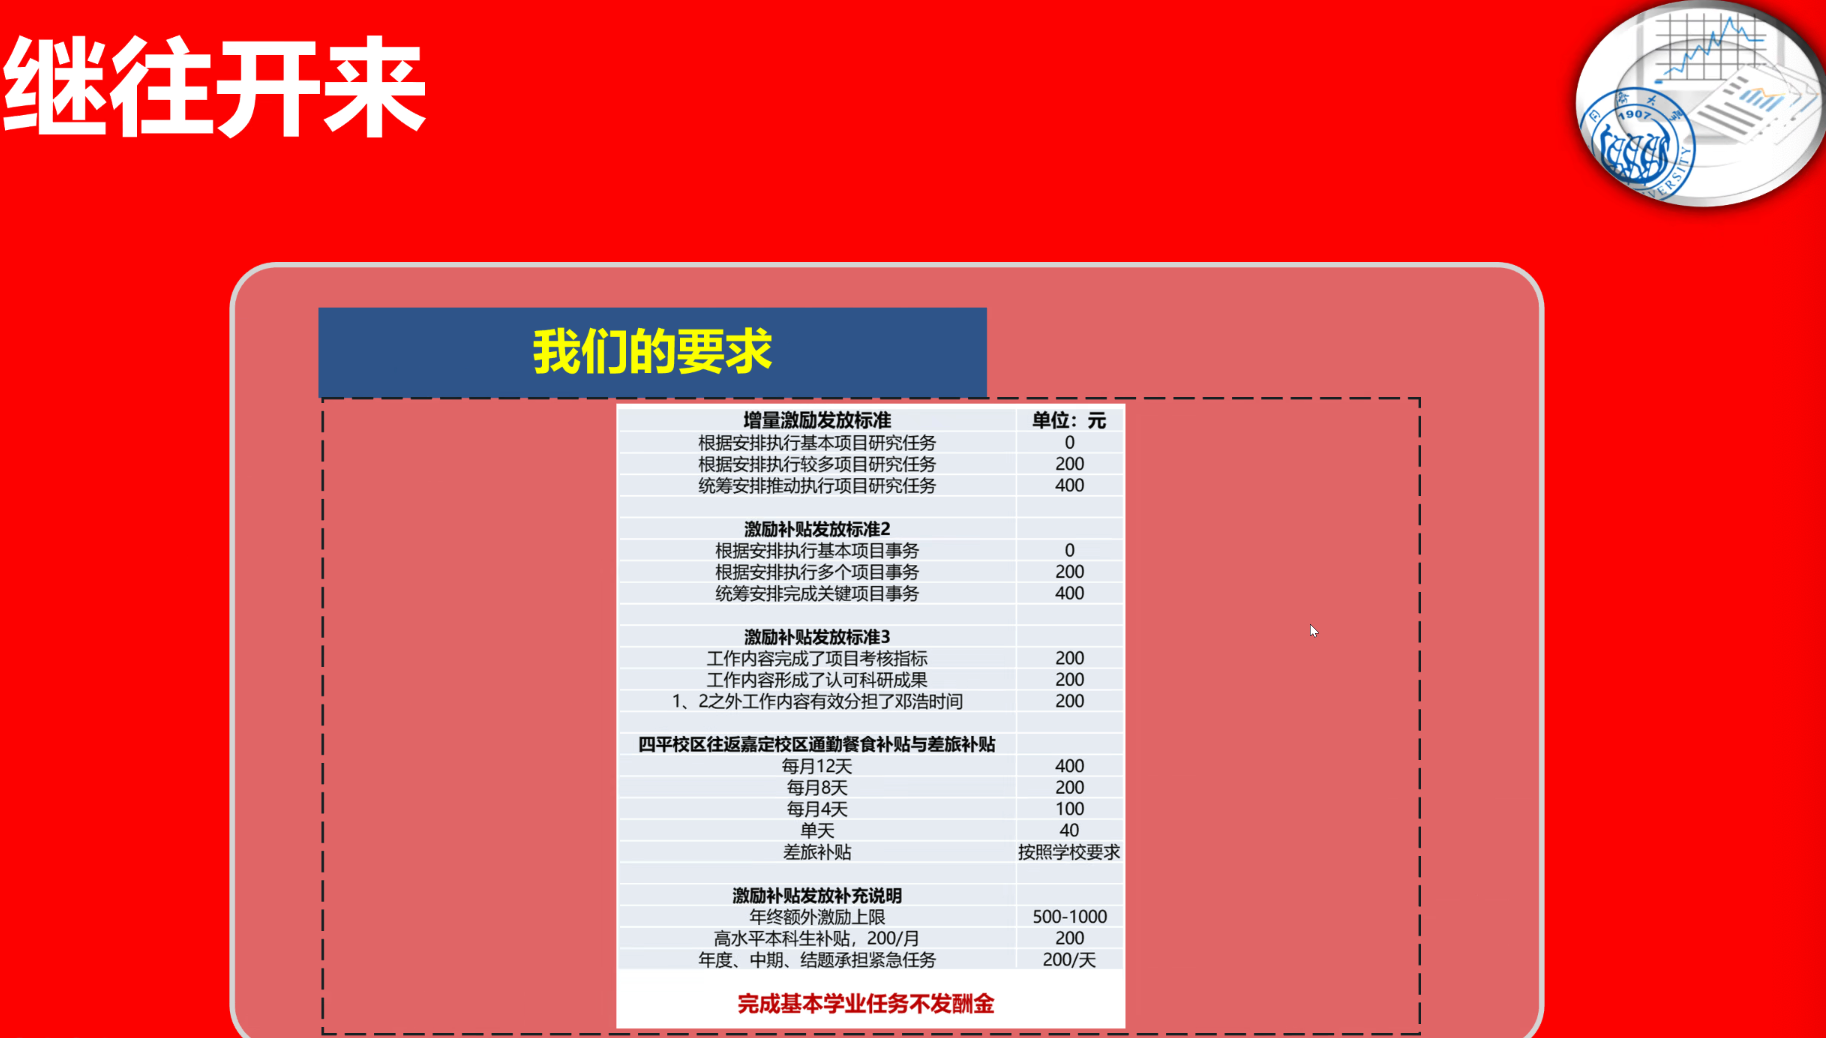 继往开来
1907
VERSITY
我们的要求
增量激励发放标准 单位：元
根据安排执行基本项目研究任务 0
根据安排执行较多项目研究任务 200
统筹安排推动执行项目研究任务 400
激励补贴发放标准2
根据安排执行基本项目事务 0
根据安排执行多个项目事务 200
统筹安排完成关键项目事务 400
激励补贴发放标准3
工作内容完成了项目考核指标 200
工作内容形成了认可科研成果 200
1、2之外工作内容有效分担了邓浩时间 200
四平校区往返嘉定校区通勤餐食补贴与差旅补贴
每月12天 400
每月8天 200
每月4天 100
单天 40
差旅补贴 按照学校要求
激励补贴发放补充说明
年终额外激励上限 500-1000
高水平本科生补贴，200/月 200
年度、中期、结题承担紧急任务 200/天
完成基本学业任务不发酬金